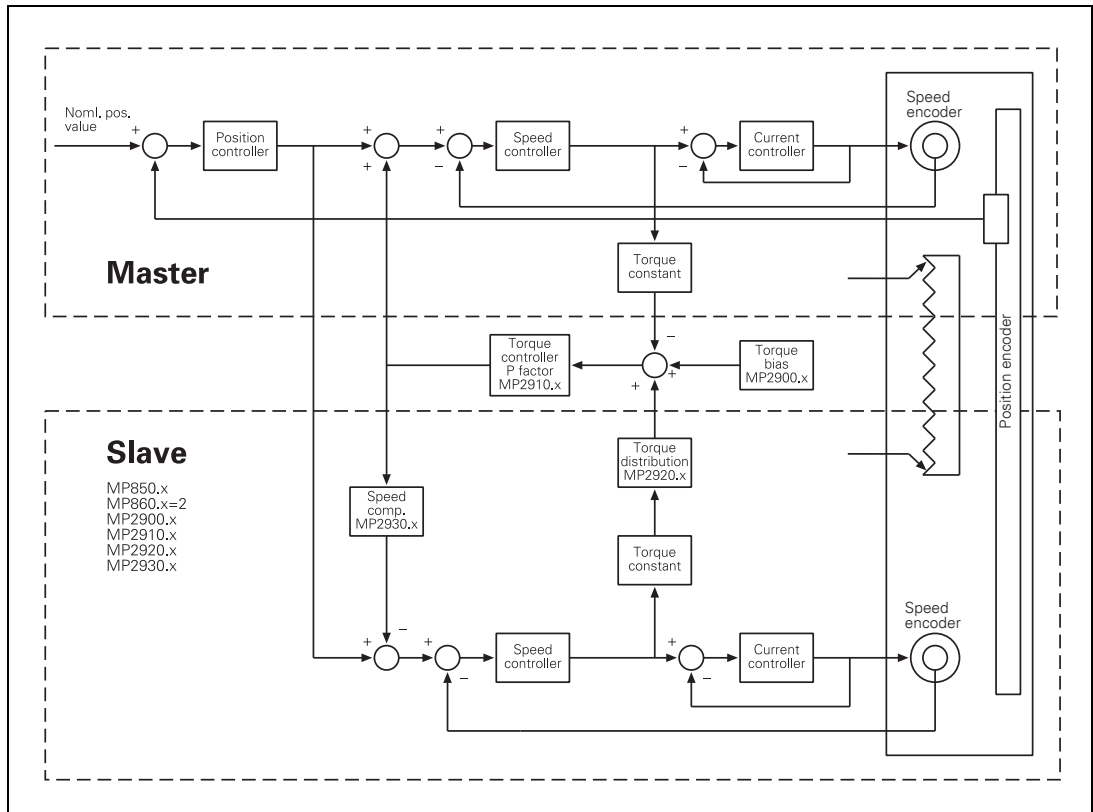 Noml. pos.
value
+
Position
controller
+
+
+
−
Speed
controller
+
−
Current
controller
Speed
encoder
Master
Torque
constant
−
Torque
controller
P factor
MP2910.x
+
+
Torque
bias
MP2900.x
Position encoder
Slave
MP850.x
MP860.x=2
MP2900.x
MP2910.x
MP2920.x
MP2930.x
Torque
distribution
MP2920.x
Speed
comp.
MP2930.x
Torque
constant
Speed
encoder
+
−
+
−
Speed
controller
+
−
Current
controller